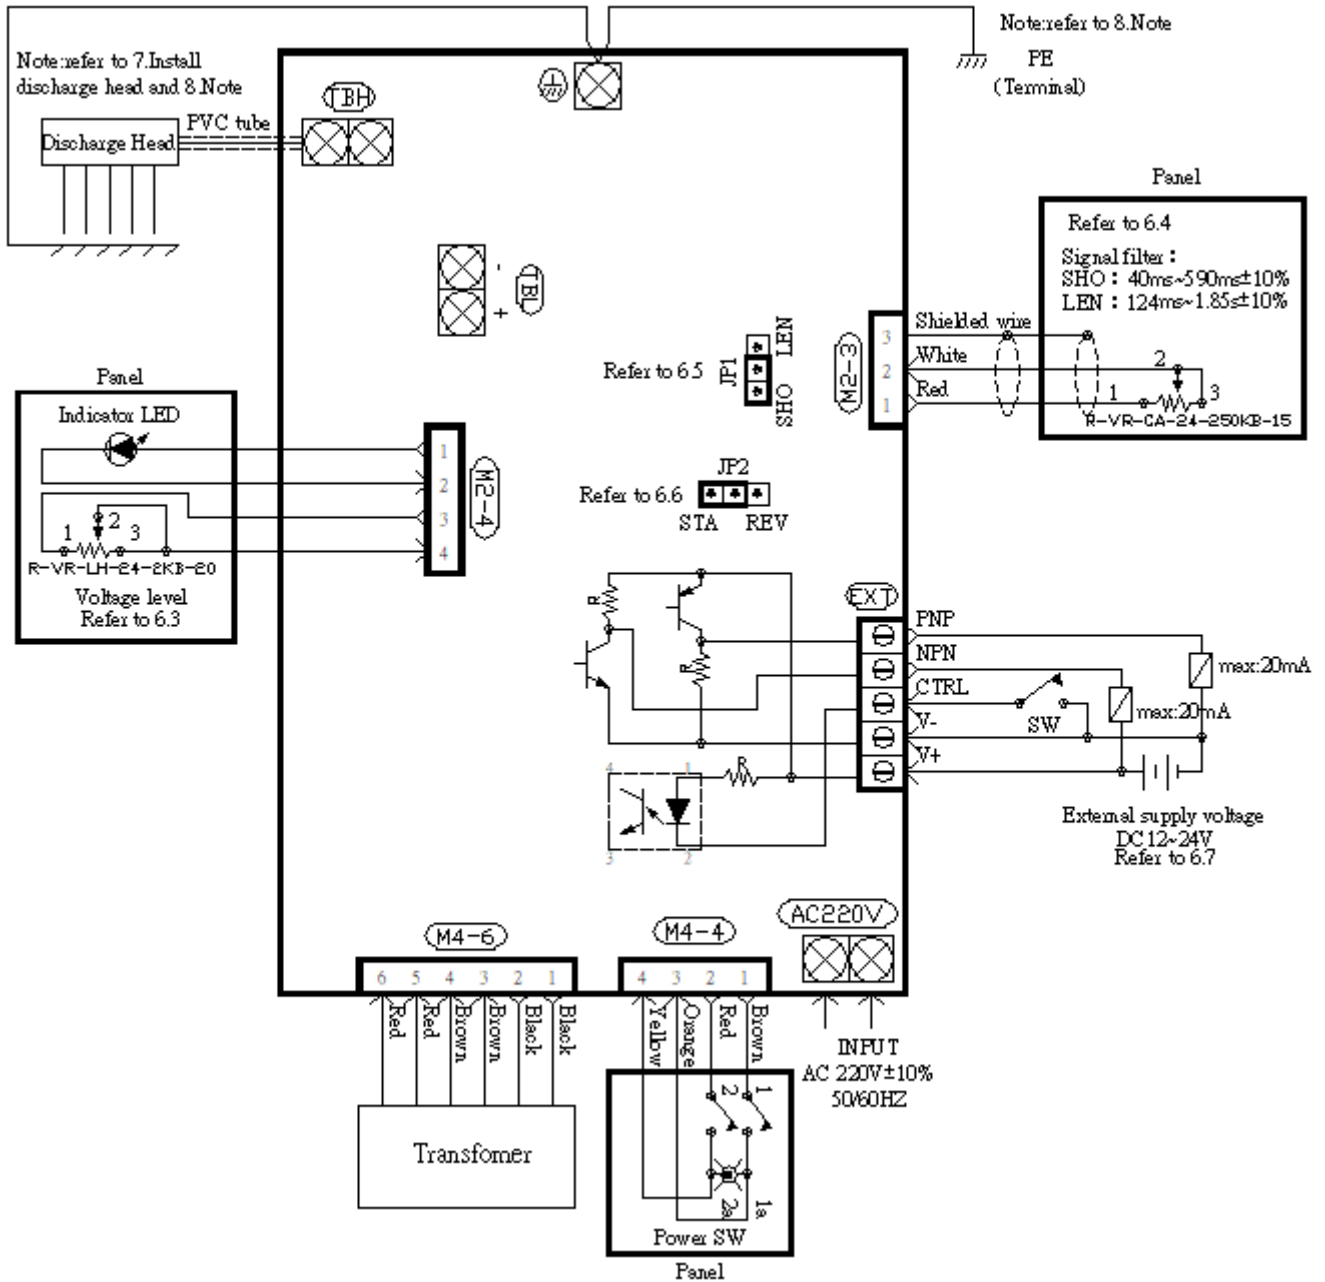 Note:refer to 8.Note
PE
(Terminal)
Note:refer to 7.Install
discharge head and 8.Note
TBH
PVC tube
Discharge Head
Panel
Refer to 6.4
Signal filter :
SHO : 40ms~590ms±10%
LEN : 124ms~1.85s±10%
2
1
3
R-VR-CA-24-250KB-15
-
+
TBL
LEN
JP1
SHO
Refer to 6.5
M2-3
3
2
1
Shielded wire
White
Red
Panel
Indicator LED
1
2
3
R-VR-LH-24-2KB-20
Voltage level
Refer to 6.3
1
2
3
4
M2-4
JP2
Refer to 6.6
STA
REV
EXT
PNP
NPN
CTRL
V-
V+
SW
max:20mA
max:20mA
External supply voltage
DC12~24V
Refer to 6.7
R
R
R
4
1
3
2
AC220V
INPUT
AC 220V±10%
50/60HZ
M4-6
6 5 4 3 2 1
Red
Red
Brown
Brown
Black
Black
Transfomer
M4-4
4 3 2 1
Yellow
Orange
Red
Brown
2
1
2a
1a
Power SW
Panel